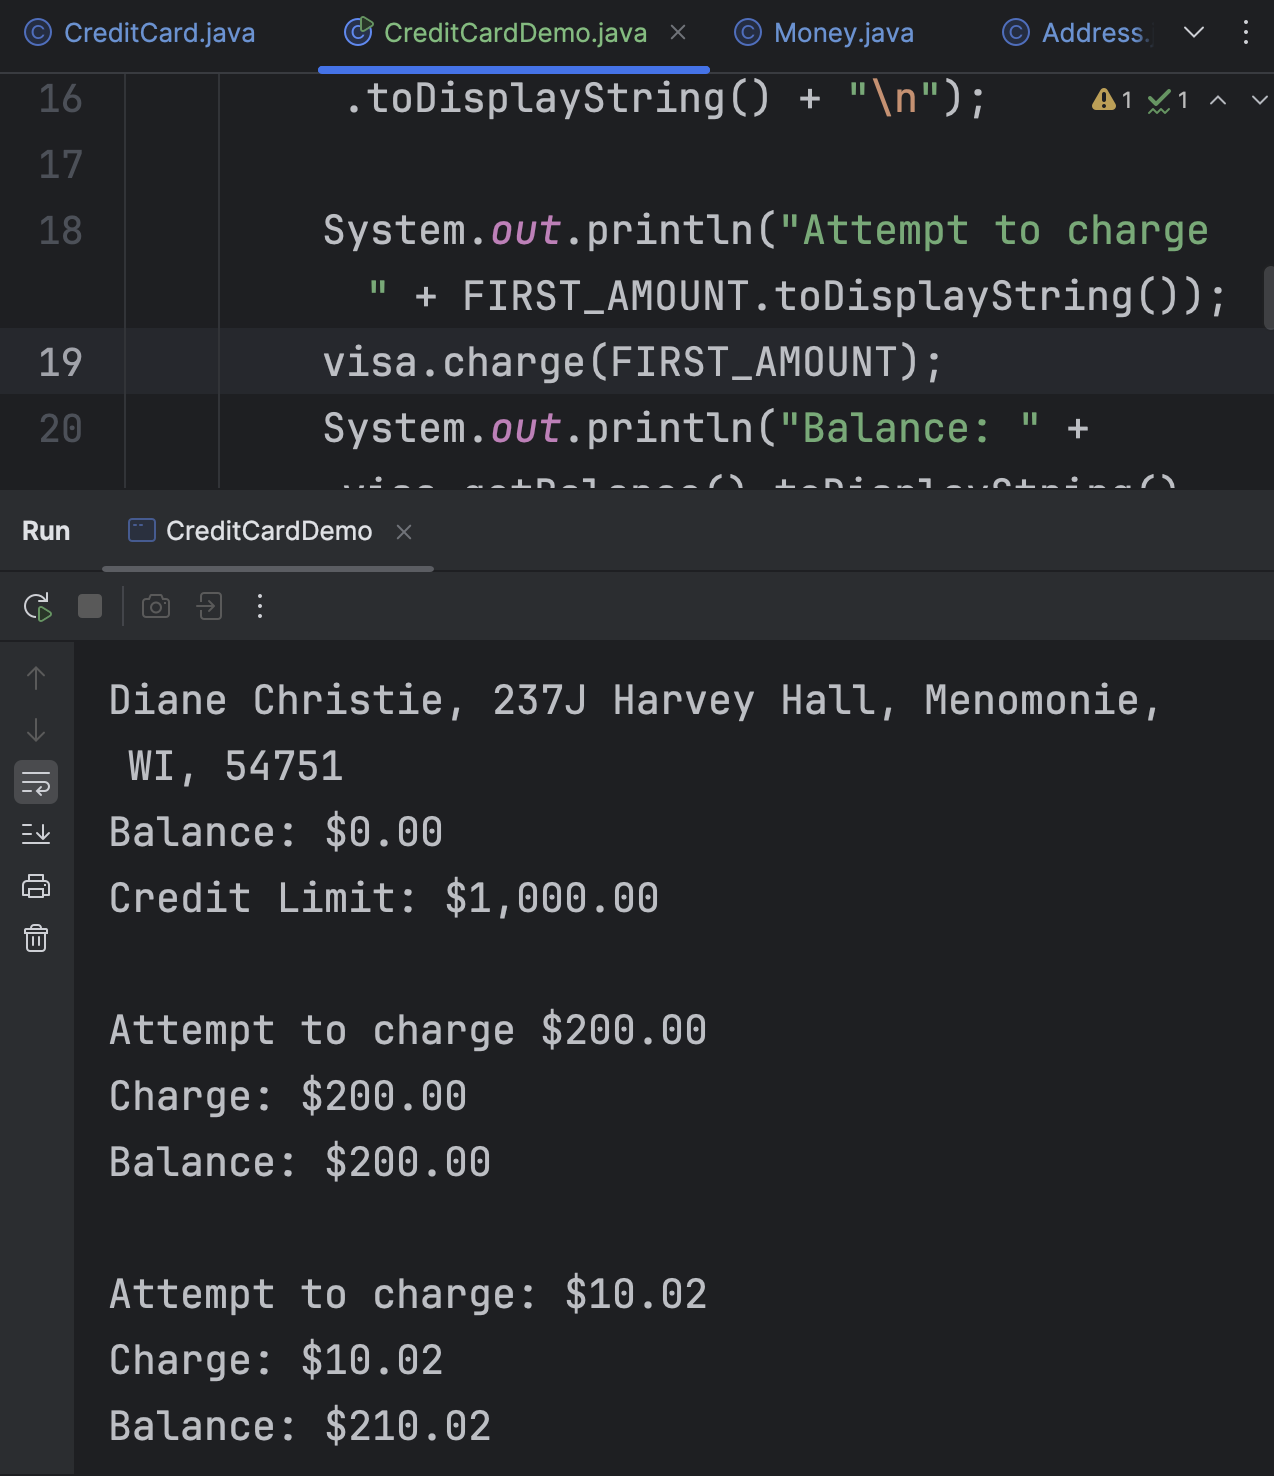 CreditCard.java CreditCardDemo.java Money.java Address.
16 .toDisplayString() + "\n"); 1 1
17
18 System.out.println("Attempt to charge
" + FIRST_AMOUNT.toDisplayString());
19 visa.charge(FIRST_AMOUNT);
20 System.out.println("Balance: " +
visa.getBalance().toDisplayString()
Run CreditCardDemo
Diane Christie, 237J Harvey Hall, Menomonie,
WI, 54751
Balance: $0.00
Credit Limit: $1,000.00
Attempt to charge $200.00
Charge: $200.00
Balance: $200.00
Attempt to charge: $10.02
Charge: $10.02
Balance: $210.02